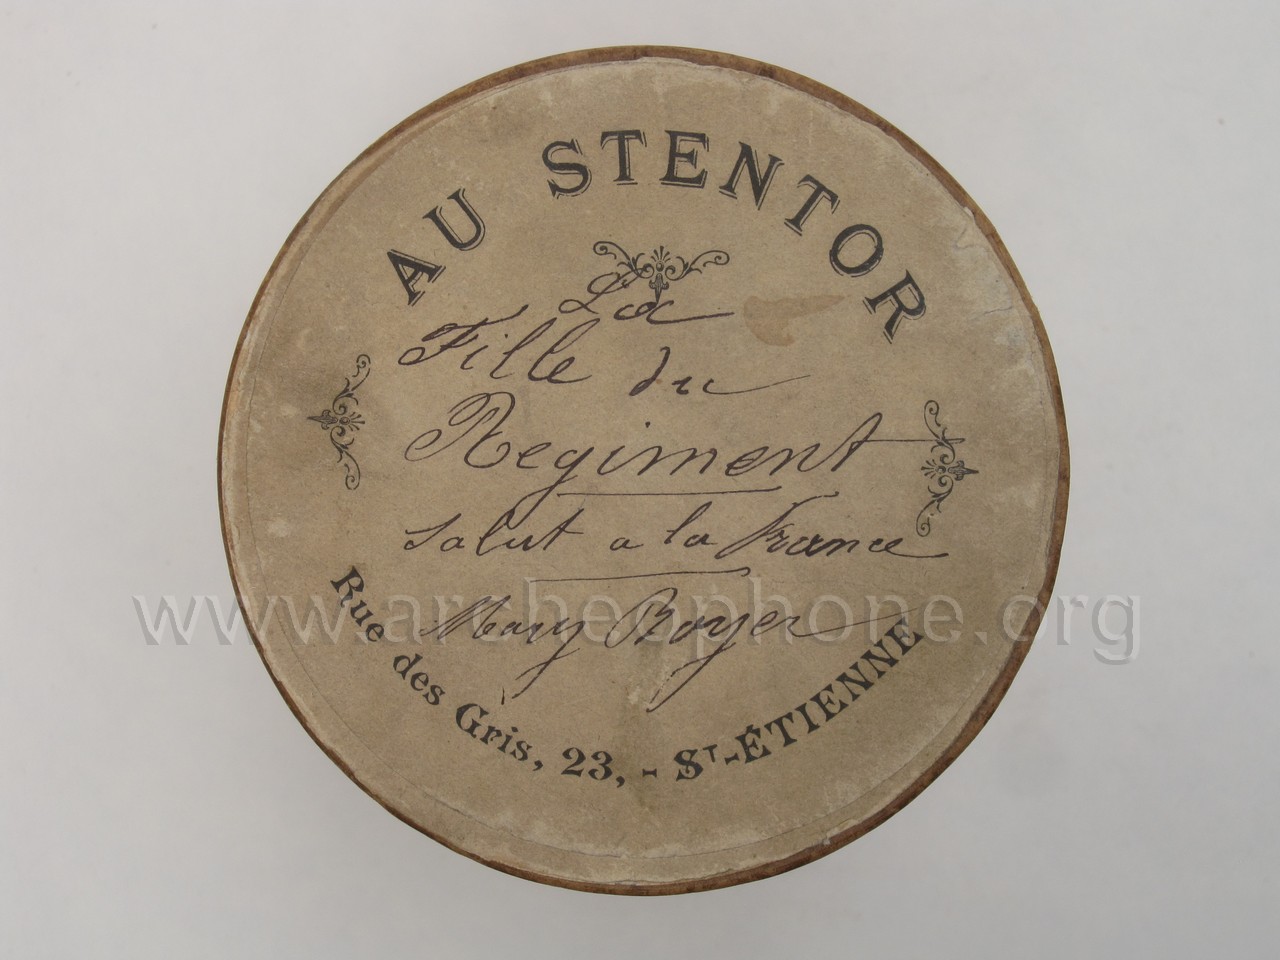 AU STENTOR
La
Fille du
Regiment
Salut a la France
Mary Boyer
Rue des Gris, 23, - ST-ÉTIENNE
www.archeophone.org